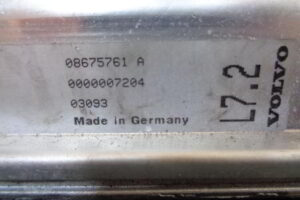 08675761 A
0000007204
03093
Made in Germany
L7.2
VOLVO